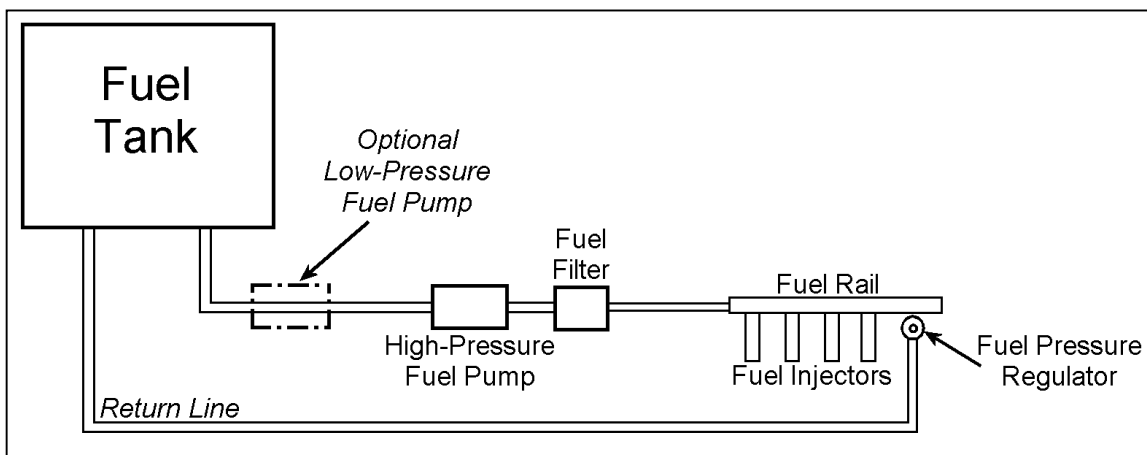 Fuel
Tank
Optional
Low-Pressure
Fuel Pump
Fuel
Filter
High-Pressure
Fuel Pump
Fuel Rail
Fuel Injectors
Fuel Pressure
Regulator
Return Line